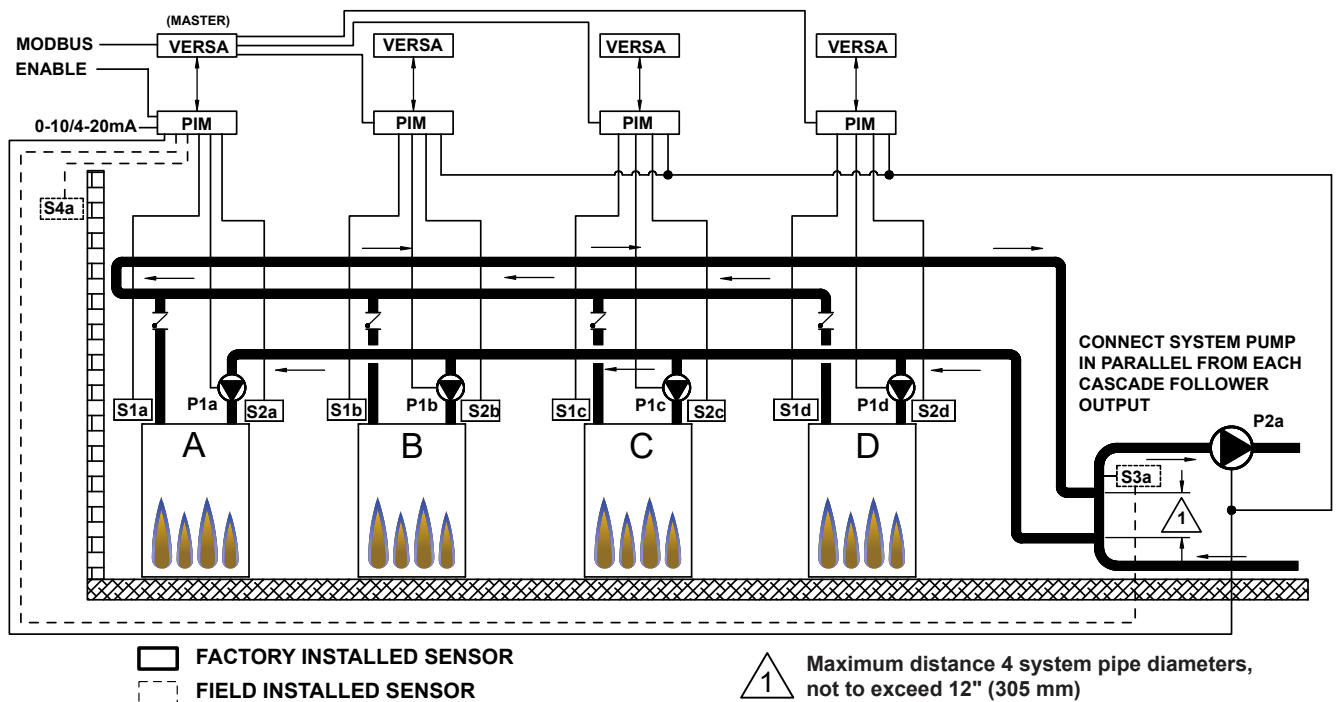 (MASTER)
MODBUS
VERSA
VERSA
VERSA
VERSA
ENABLE
0-10/4-20mA
PIM
PIM
PIM
PIM
S4a
CONNECT SYSTEM PUMP
IN PARALLEL FROM EACH
CASCADE FOLLOWER
OUTPUT
S1a
P1a
S2a
S1b
P1b
S2b
S1c
P1c
S2c
S1d
P1d
S2d
P2a
A
B
C
D
S3a
1
FACTORY INSTALLED SENSOR
FIELD INSTALLED SENSOR
1
Maximum distance 4 system pipe diameters,
not to exceed 12" (305 mm)